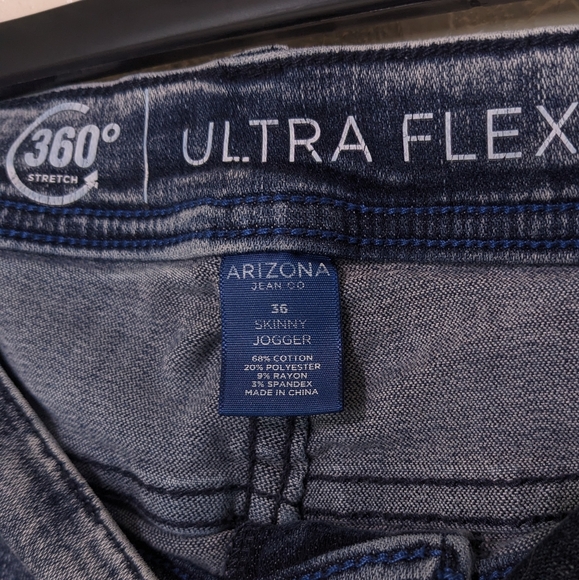 360°
STRETCH
ULTRA FLEX
ARIZONA
JEAN CO
36
SKINNY
JOGGER
68% COTTON
20% POLYESTER
9% RAYON
3% SPANDEX
MADE IN CHINA